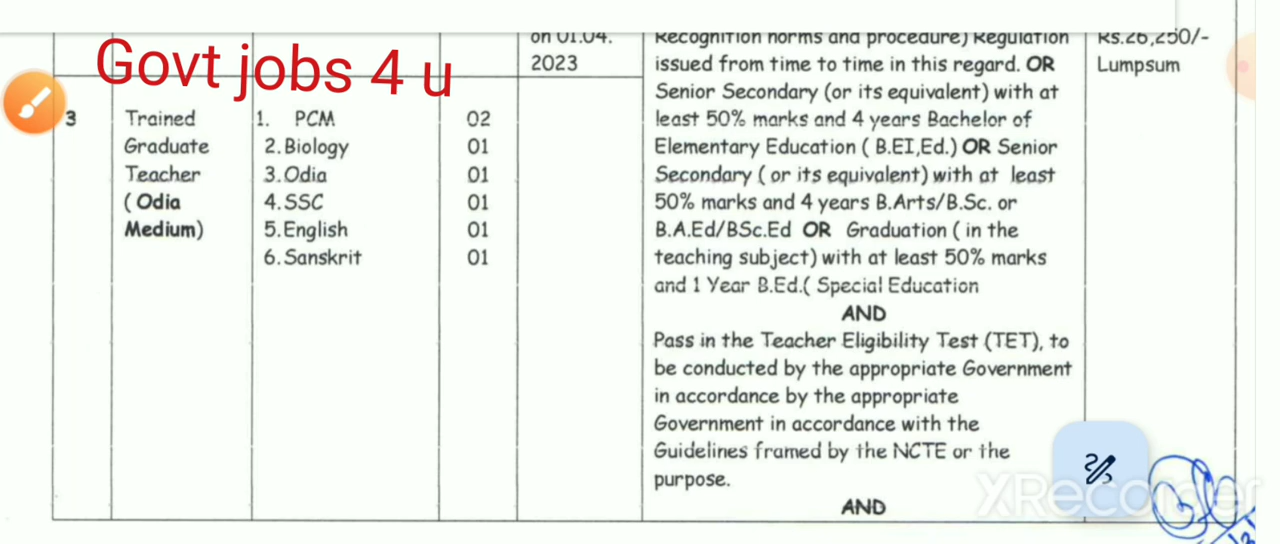 Govt jobs 4 u
on 01.04.
2023
Recognition norms and procedure) Regulation
issued from time to time in this regard. OR
Senior Secondary (or its equivalent) with at
least 50% marks and 4 years Bachelor of
Elementary Education ( B.EI,Ed.) OR Senior
Secondary ( or its equivalent) with at least
50% marks and 4 years B.Arts/B.Sc. or
B.A.Ed/BSc.Ed OR Graduation ( in the
teaching subject) with at least 50% marks
and 1 Year B.Ed.( Special Education
AND
Pass in the Teacher Eligibility Test (TET), to
be conducted by the appropriate Government
in accordance by the appropriate
Government in accordance with the
Guidelines framed by the NCTE or the
purpose.
AND
Rs.26,250/-
Lumpsum
3
Trained
Graduate
Teacher
( Odia
Medium)
1. PCM 02
2.Biology 01
3.Odia 01
4.SSC 01
5.English 01
6.Sanskrit 01
XRecorder